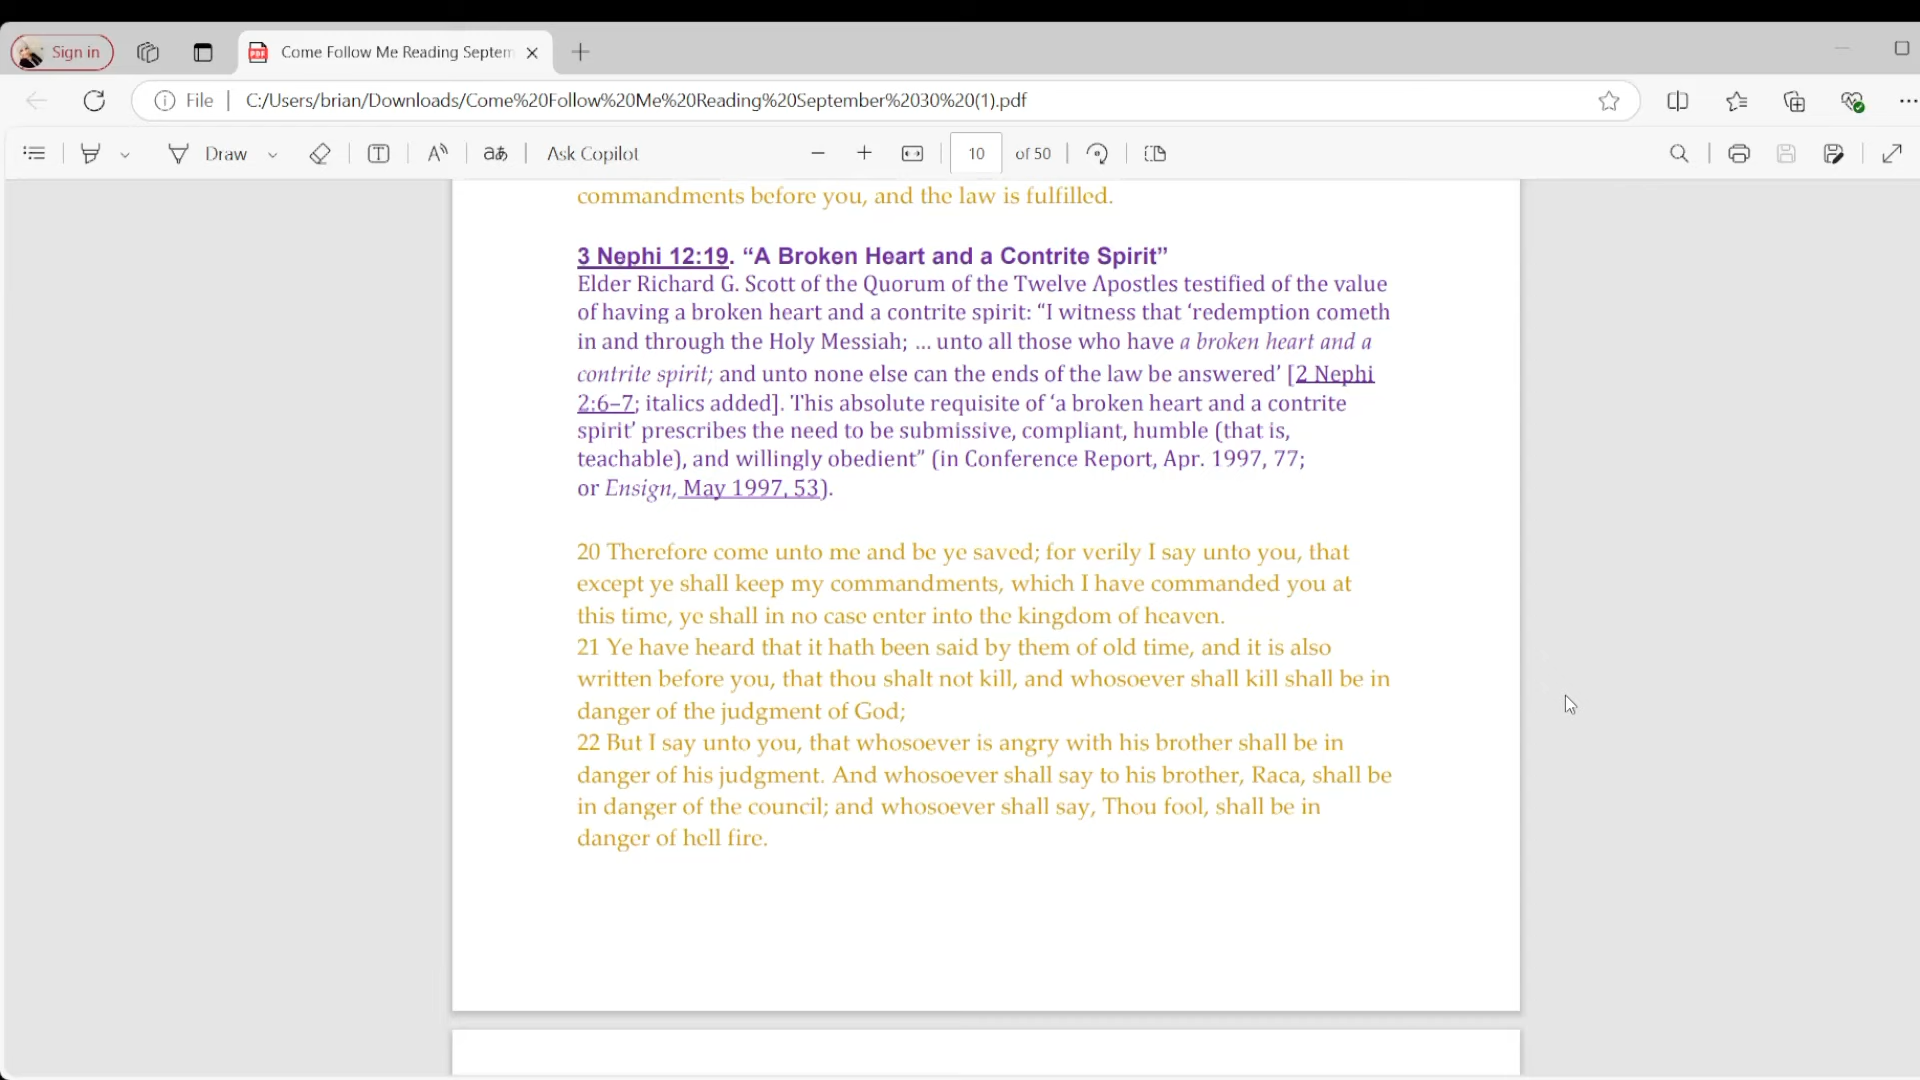 Sign in
Come Follow Me Reading Septem
File
C:/Users/brian/Downloads/Come%20Follow%20Me%20Reading%20September%2030%20(1).pdf
Draw
aあ
Ask Copilot
10 of 50
commandments before you, and the law is fulfilled.
3 Nephi 12:19. “A Broken Heart and a Contrite Spirit”
Elder Richard G. Scott of the Quorum of the Twelve Apostles testified of the value
of having a broken heart and a contrite spirit: “I witness that ‘redemption cometh
in and through the Holy Messiah; … unto all those who have a broken heart and a
contrite spirit; and unto none else can the ends of the law be answered’ [2 Nephi
2:6–7; italics added]. This absolute requisite of ‘a broken heart and a contrite
spirit’ prescribes the need to be submissive, compliant, humble (that is,
teachable), and willingly obedient” (in Conference Report, Apr. 1997, 77;
or Ensign, May 1997, 53).
20 Therefore come unto me and be ye saved; for verily I say unto you, that
except ye shall keep my commandments, which I have commanded you at
this time, ye shall in no case enter into the kingdom of heaven.
21 Ye have heard that it hath been said by them of old time, and it is also
written before you, that thou shalt not kill, and whosoever shall kill shall be in
danger of the judgment of God;
22 But I say unto you, that whosoever is angry with his brother shall be in
danger of his judgment. And whosoever shall say to his brother, Raca, shall be
in danger of the council; and whosoever shall say, Thou fool, shall be in
danger of hell fire.